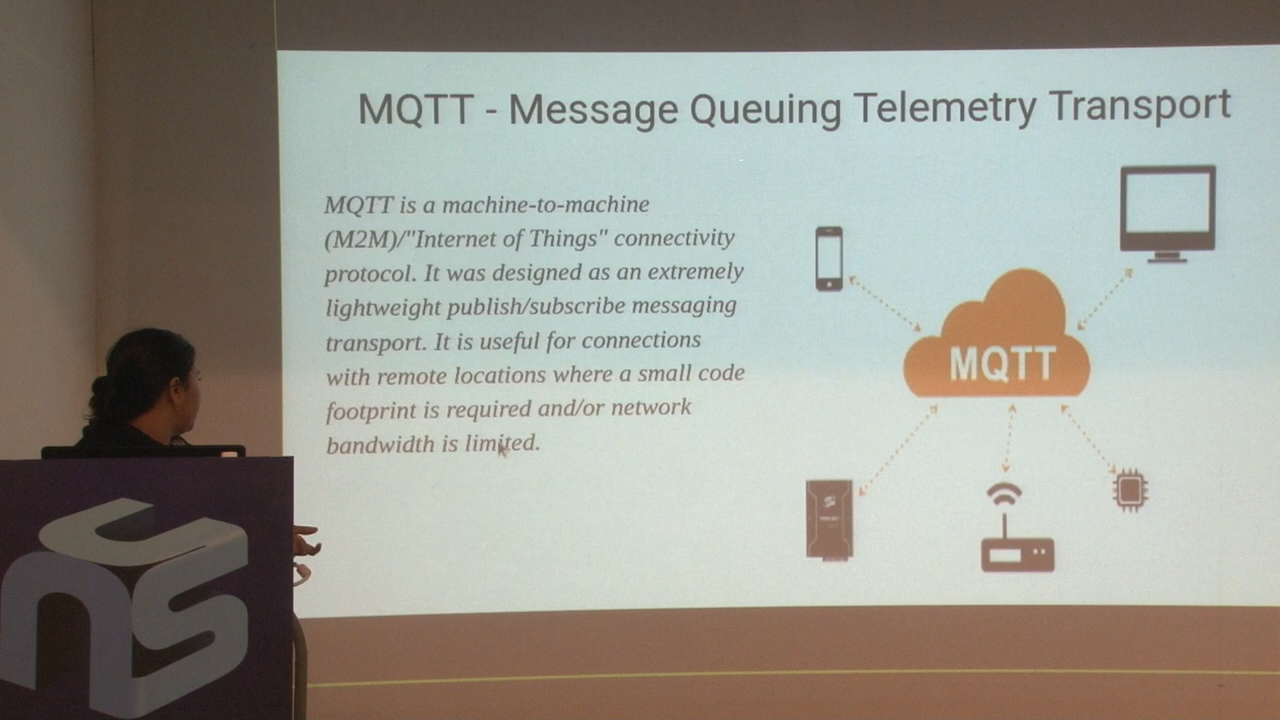 MQTT - Message Queuing Telemetry Transport
MQTT is a machine-to-machine
(M2M)/"Internet of Things" connectivity
protocol. It was designed as an extremely
lightweight publish/subscribe messaging
transport. It is useful for connections
with remote locations where a small code
footprint is required and/or network
bandwidth is limited.
MQTT